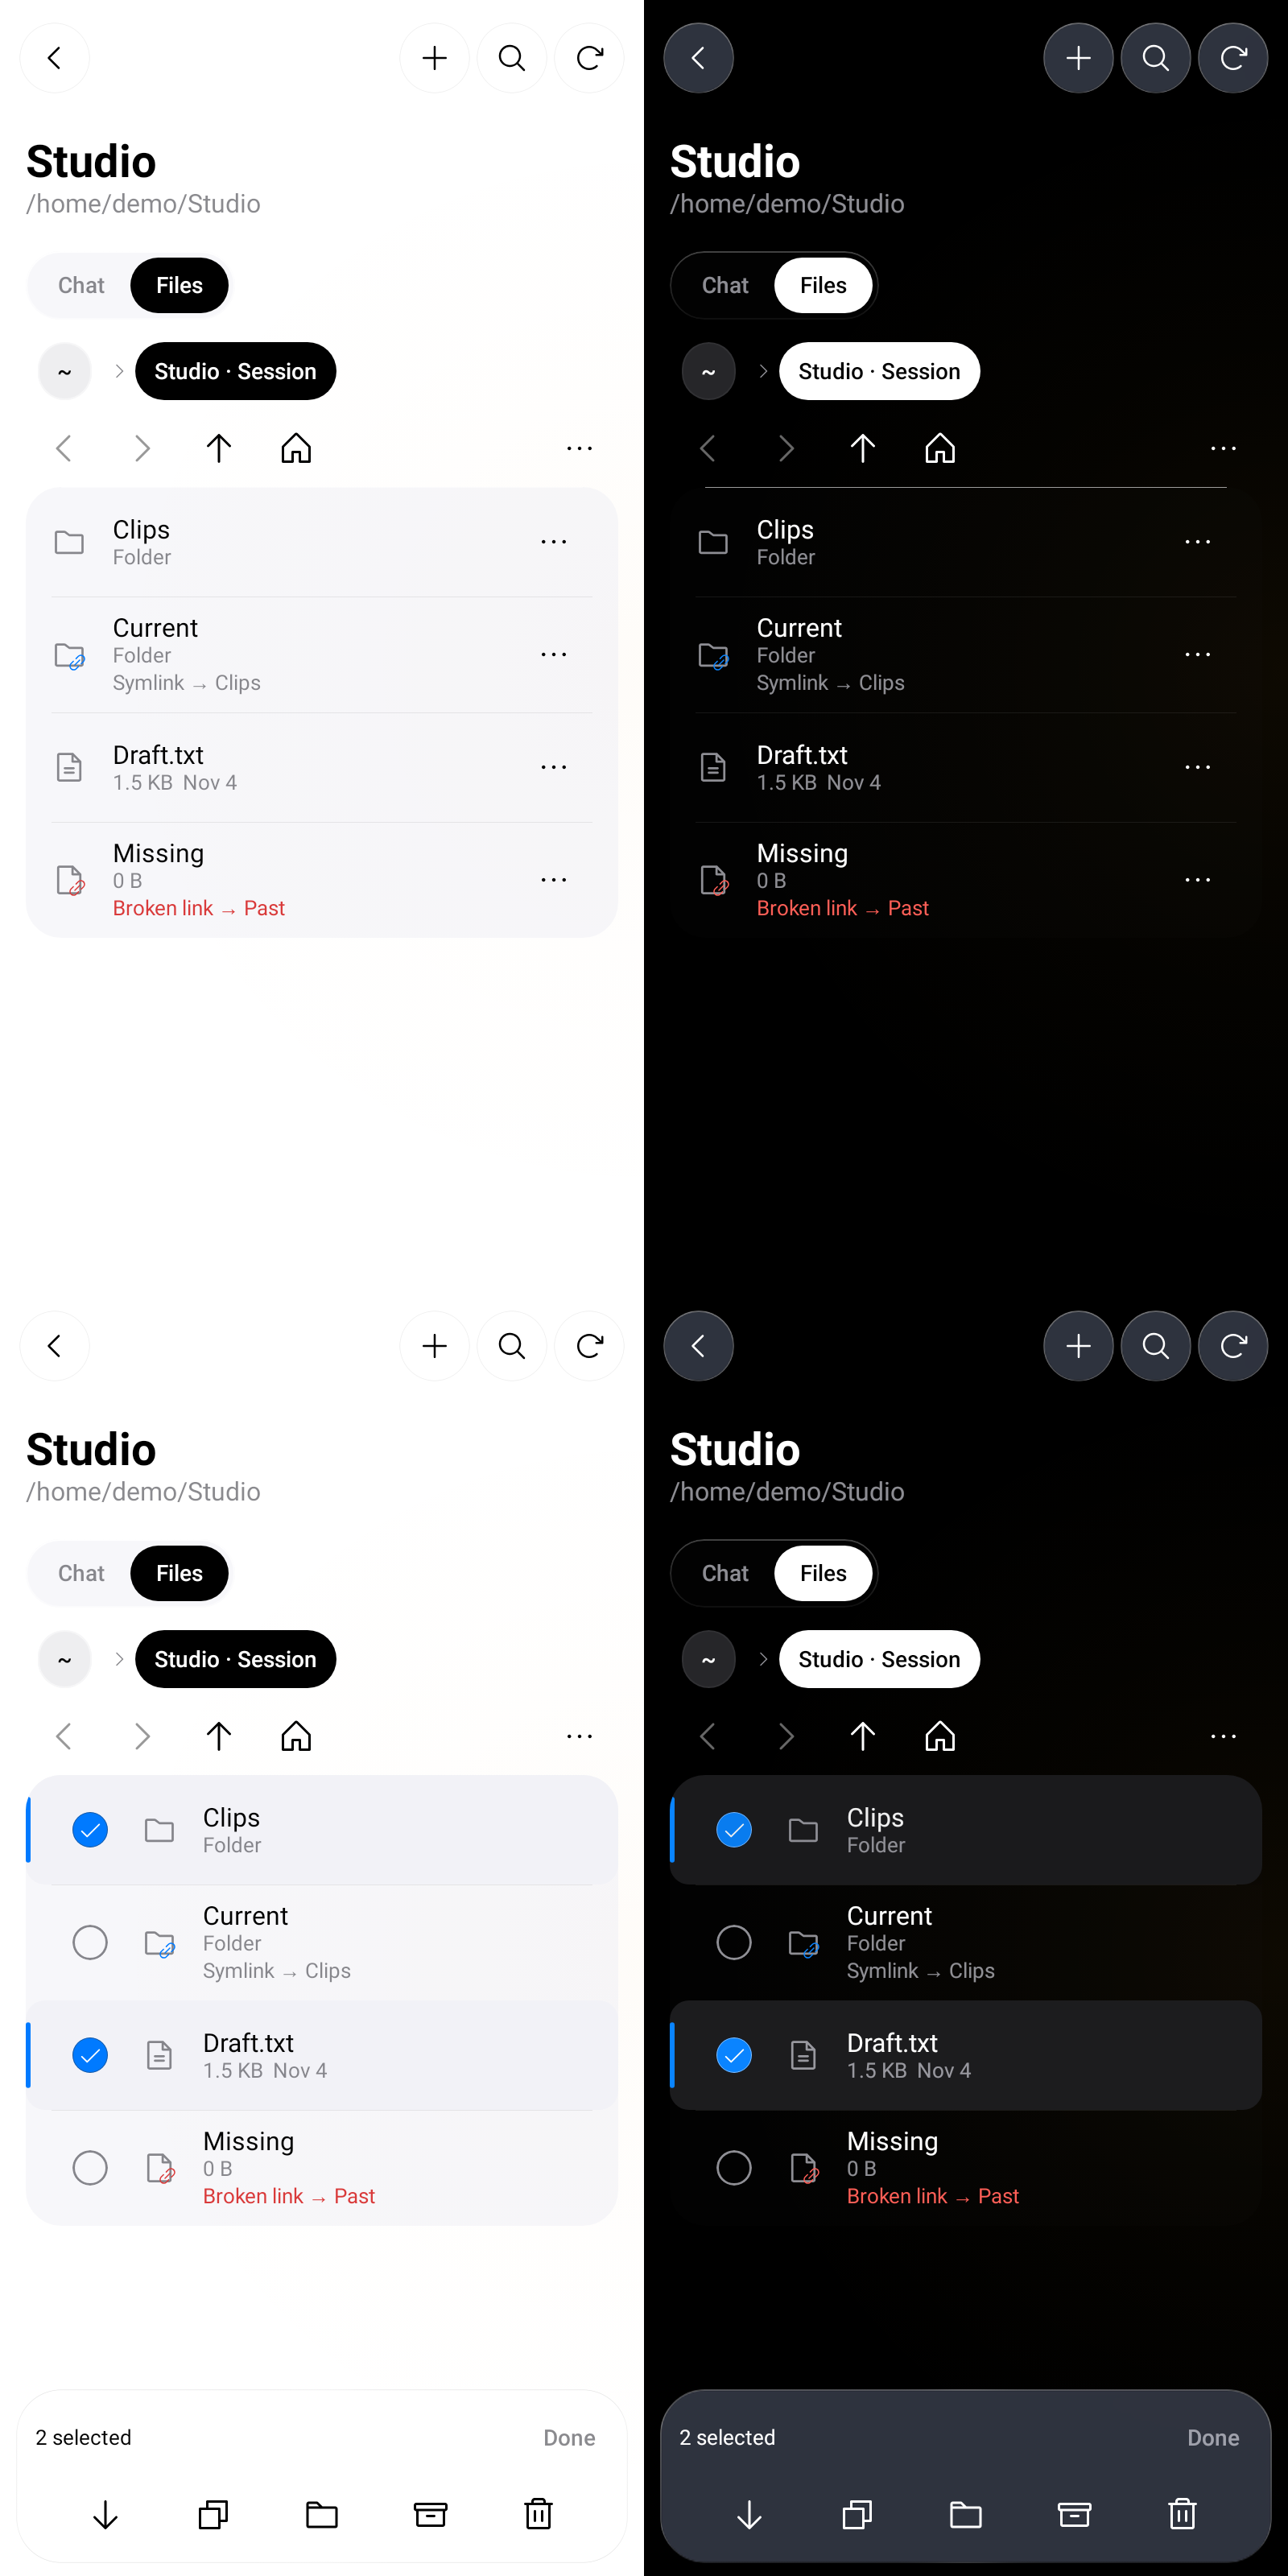 Studio
/home/demo/Studio
Chat Files
~ Studio · Session
Clips
Folder
Current
Folder
Symlink → Clips
Draft.txt
1.5 KB Nov 4
Missing
0 B
Broken link → Past
Studio
/home/demo/Studio
Chat Files
~ Studio · Session
Clips
Folder
Current
Folder
Symlink → Clips
Draft.txt
1.5 KB Nov 4
Missing
0 B
Broken link → Past
Studio
/home/demo/Studio
Chat Files
~ Studio · Session
Clips
Folder
Current
Folder
Symlink → Clips
Draft.txt
1.5 KB Nov 4
Missing
0 B
Broken link → Past
2 selected Done
Studio
/home/demo/Studio
Chat Files
~ Studio · Session
Clips
Folder
Current
Folder
Symlink → Clips
Draft.txt
1.5 KB Nov 4
Missing
0 B
Broken link → Past
2 selected Done